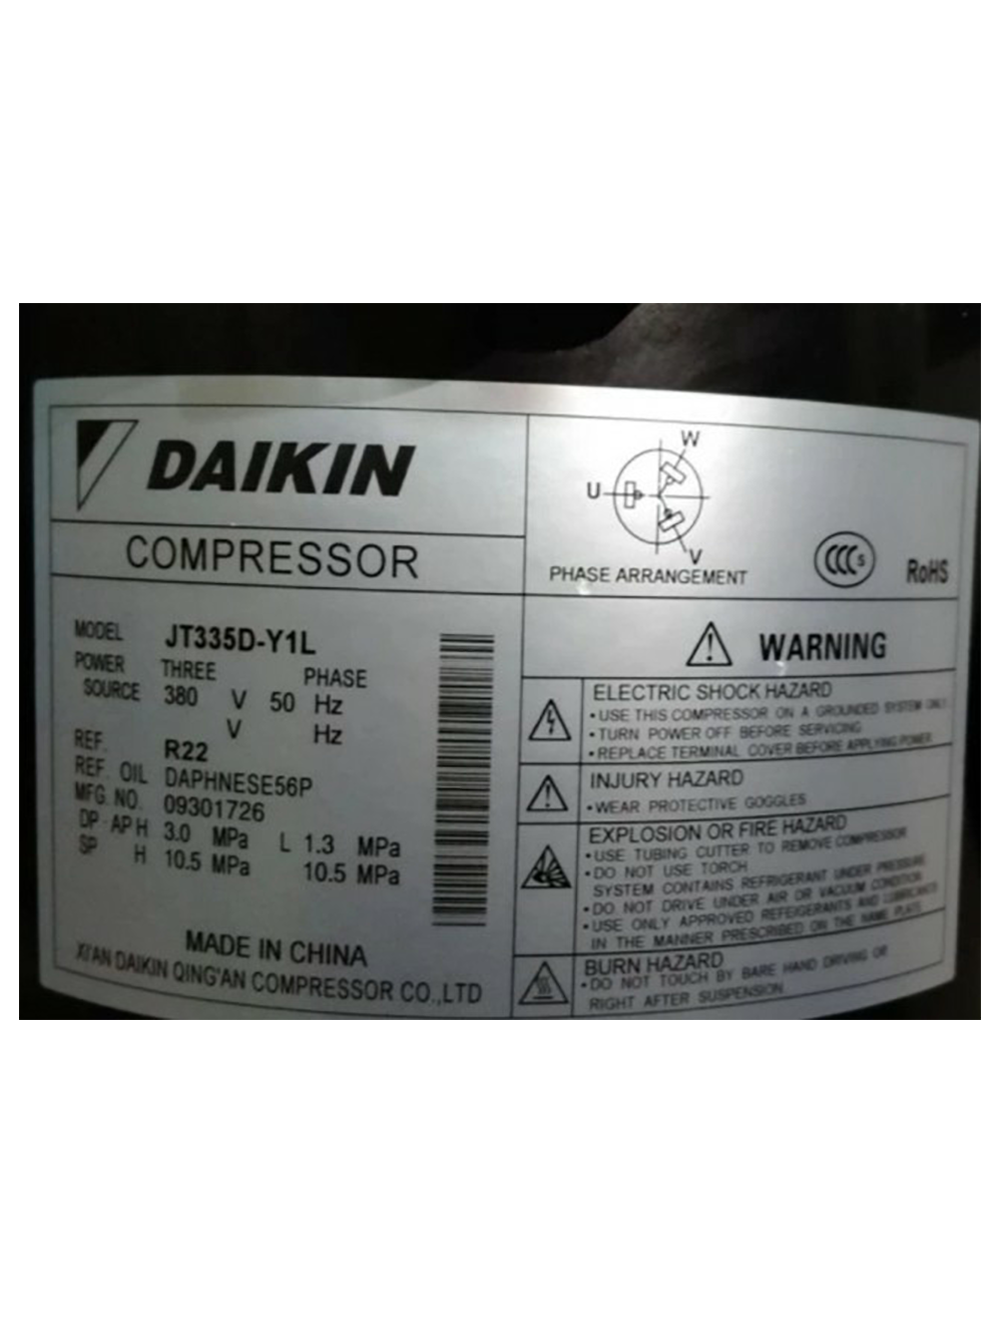 DAIKIN
COMPRESSOR
MODEL JT335D-Y1L
POWER SOURCE THREE PHASE
380 V 50 Hz
V Hz
REF. R22
REF. OIL DAPHNESE56P
MFG. NO. 09301726
DP·AP H 3.0 MPa L 1.3 MPa
SP H 10.5 MPa 10.5 MPa
MADE IN CHINA
XI'AN DAIKIN QING'AN COMPRESSOR CO.,LTD
W
U
V
PHASE ARRANGEMENT
CCC S
RoHS
WARNING
ELECTRIC SHOCK HAZARD
•USE THIS COMPRESSOR ON A GROUNDED SYSTEM ONLY
•TURN POWER OFF BEFORE SERVICING
•REPLACE TERMINAL COVER BEFORE APPLYING POWER
INJURY HAZARD
•WEAR PROTECTIVE GOGGLES
EXPLOSION OR FIRE HAZARD
•USE TUBING CUTTER TO REMOVE COMPRESSOR
•DO NOT USE TORCH
SYSTEM CONTAINS REFRIGERANT UNDER PRESSURE
•DO NOT DRIVE UNDER AIR OR VACUUM CONDITION
•USE ONLY APPROVED REFEIGERANTS AND LUBRICANTS
IN THE MANNER PRESCRIBED ON THE NAME PLATE
BURN HAZARD
•DO NOT TOUCH BY BARE HAND DRIVING OR
RIGHT AFTER SUSPENSION